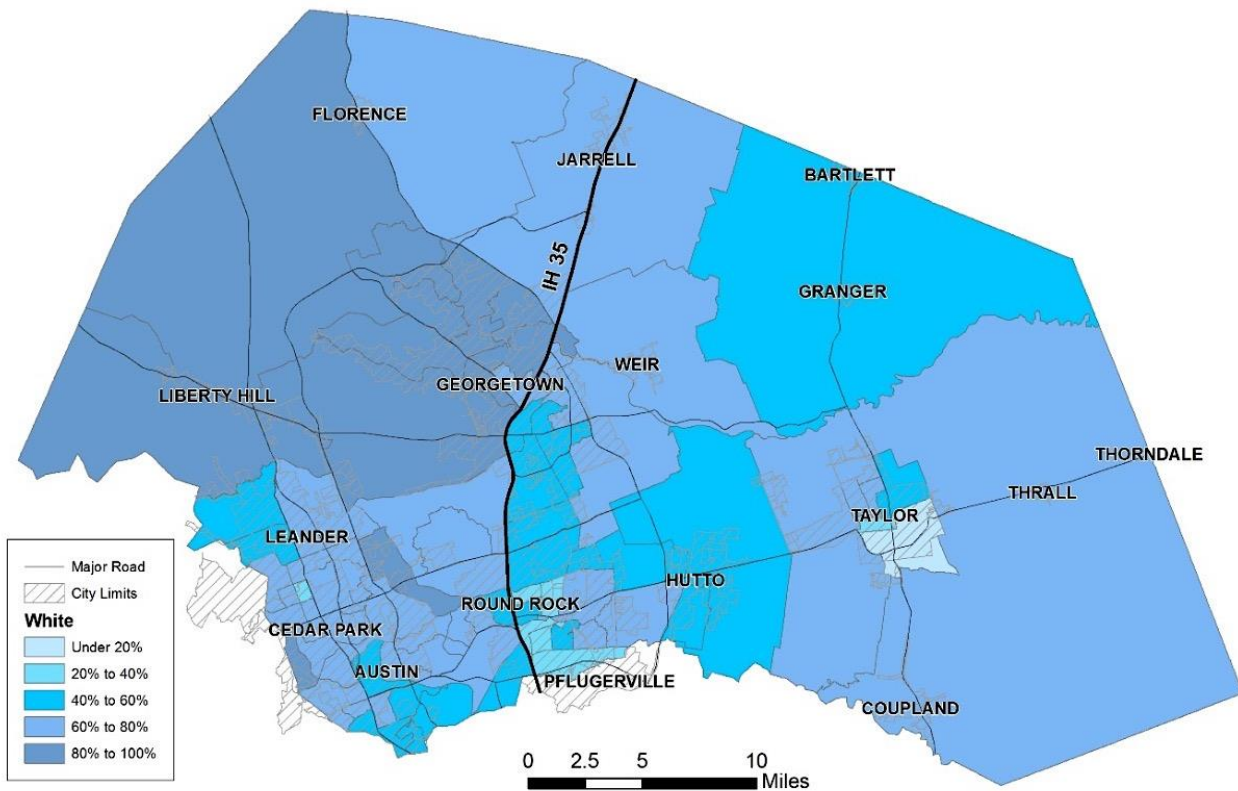 FLORENCE
JARRELL
BARTLETT
IH 35
GRANGER
WEIR
GEORGETOWN
LIBERTY HILL
THORNDALE
THRALL
TAYLOR
LEANDER
HUTTO
ROUND ROCK
CEDAR PARK
AUSTIN
PFLUGERVILLE
COUPLAND
Major Road
City Limits
White
Under 20%
20% to 40%
40% to 60%
60% to 80%
80% to 100%
0 2.5 5 10
Miles